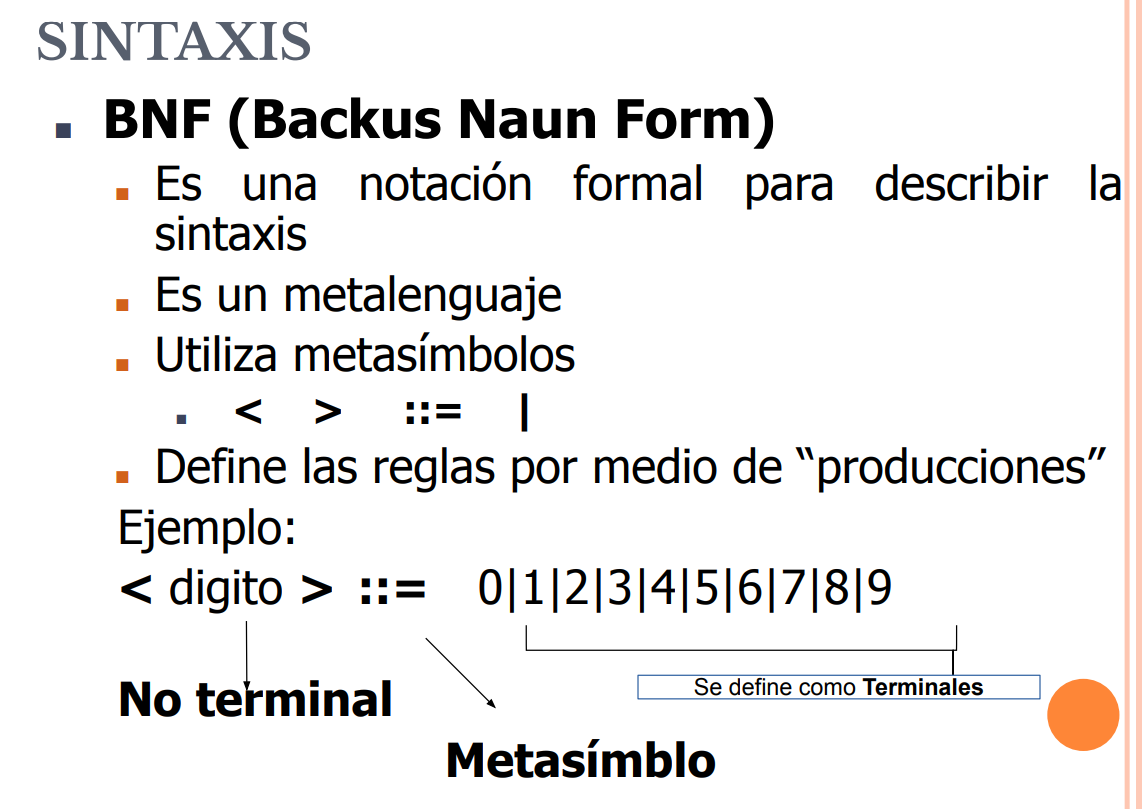 SINTAXIS
BNF (Backus Naun Form)
Es una notación formal para describir la
sintaxis
Es un metalenguaje
Utiliza metasímbolos
< > ::= |
Define las reglas por medio de “producciones”
Ejemplo:
< digito > ::= 0|1|2|3|4|5|6|7|8|9
Se define como Terminales
No terminal
Metasímblo